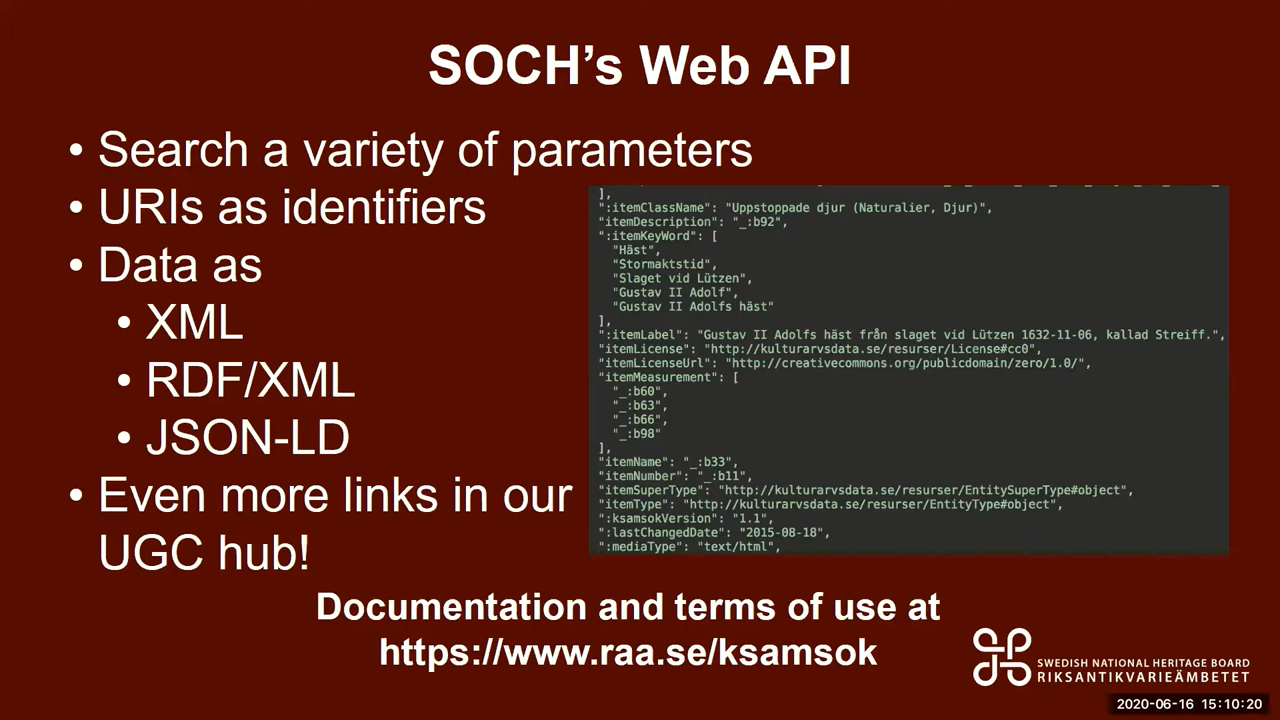 SOCH’s Web API
• Search a variety of parameters
• URIs as identifiers
• Data as
• XML
• RDF/XML
• JSON-LD
• Even more links in our
UGC hub!
],
":itemClassName": "Uppstoppade djur (Naturalier, Djur)",
"itemDescription": "_:b92",
":itemKeyWord": [
"Häst",
"Stormaktstid",
"Slaget vid Lützen",
"Gustav II Adolf",
"Gustav II Adolfs häst"
],
":itemLabel": "Gustav II Adolfs häst från slaget vid Lützen 1632-11-06, kallad Streiff.",
"itemLicense": "http://kulturarvsdata.se/resurser/License#cc0",
"itemLicenseUrl": "http://creativecommons.org/publicdomain/zero/1.0/",
"itemMeasurement": [
"_:b60",
"_:b63",
"_:b66",
"_:b98"
],
"itemName": "_:b33",
"itemNumber": "_:b11",
"itemSuperType": "http://kulturarvsdata.se/resurser/EntitySuperType#object",
"itemType": "http://kulturarvsdata.se/resurser/EntityType#object",
":ksamsokVersion": "1.1",
":lastChangedDate": "2015-08-18",
":mediaType": "text/html",
Documentation and terms of use at
https://www.raa.se/ksamsok
SWEDISH NATIONAL HERITAGE BOARD
RIKSANTIKVARIEÄMBETET
2020-06-16 15:10:20